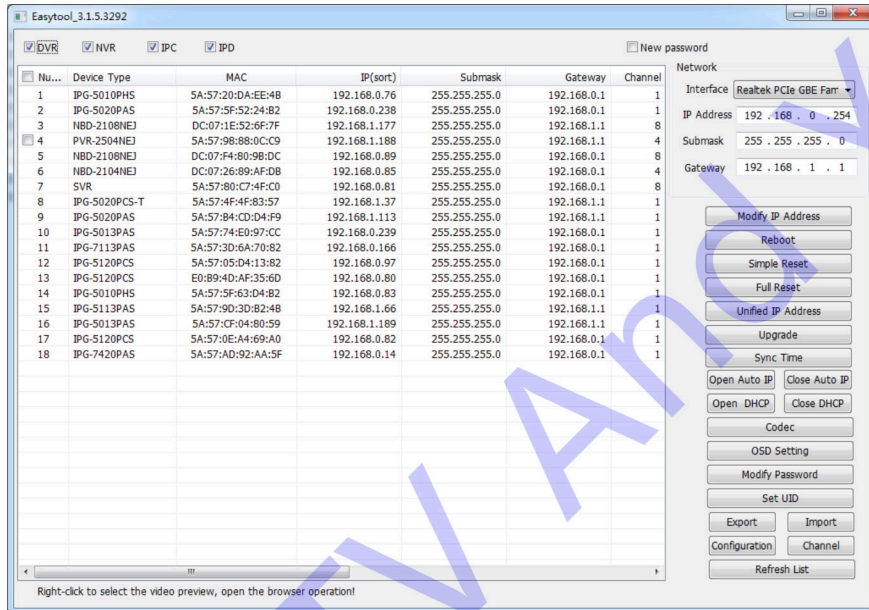 Easytool_3.1.5.3292
DVR NVR IPC IPD New password
Nu... Device Type MAC IP(sort) Submask Gateway Channel
1 IPG-5010PHS 5A:57:20:DA:EE:4B 192.168.0.76 255.255.255.0 192.168.0.1 1
2 IPG-5020PAS 5A:57:5F:52:24:B2 192.168.0.238 255.255.255.0 192.168.0.1 1
3 NBD-2108NEJ DC:07:1E:52:6F:7F 192.168.1.177 255.255.255.0 192.168.1.1 8
4 PVR-2504NEJ 5A:57:98:88:0C:C9 192.168.1.188 255.255.255.0 192.168.1.1 4
5 NBD-2108NEJ DC:07:F4:80:9B:DC 192.168.0.89 255.255.255.0 192.168.0.1 8
6 NBD-2104NEJ DC:07:26:89:AF:DB 192.168.0.85 255.255.255.0 192.168.0.1 4
7 SVR 5A:57:80:C7:4F:C0 192.168.0.81 255.255.255.0 192.168.0.1 8
8 IPG-5020PCS-T 5A:57:4F:4F:83:57 192.168.1.37 255.255.255.0 192.168.1.1 1
9 IPG-5020PAS 5A:57:B4:CD:D4:F9 192.168.1.113 255.255.255.0 192.168.1.1 1
10 IPG-5013PAS 5A:57:74:E0:97:CC 192.168.0.239 255.255.255.0 192.168.0.1 1
11 IPG-7113PAS 5A:57:3D:6A:70:82 192.168.0.166 255.255.255.0 192.168.0.1 1
12 IPG-5120PCS 5A:57:05:D4:13:82 192.168.0.97 255.255.255.0 192.168.0.1 1
13 IPG-5120PCS E0:B9:4D:AF:35:6D 192.168.0.80 255.255.255.0 192.168.0.1 1
14 IPG-5010PHS 5A:57:5F:63:D4:B2 192.168.0.83 255.255.255.0 192.168.0.1 1
15 IPG-5113PAS 5A:57:9D:3D:B2:4B 192.168.1.66 255.255.255.0 192.168.1.1 1
16 IPG-5013PAS 5A:57:CF:04:80:59 192.168.1.189 255.255.255.0 192.168.1.1 1
17 IPG-5120PCS 5A:57:0E:A4:69:A0 192.168.0.82 255.255.255.0 192.168.0.1 1
18 IPG-7420PAS 5A:57:AD:92:AA:5F 192.168.0.14 255.255.255.0 192.168.0.1 1
Network
Interface Realtek PCIe GBE Fam
IP Address 192 . 168 . 0 . 254
Submask 255 . 255 . 255 . 0
Gateway 192 . 168 . 1 . 1
Modify IP Address
Reboot
Simple Reset
Full Reset
Unified IP Address
Upgrade
Sync Time
Open Auto IP Close Auto IP
Open DHCP Close DHCP
Codec
OSD Setting
Modify Password
Set UID
Export Import
Configuration Channel
Refresh List
Right-click to select the video preview, open the browser operation!